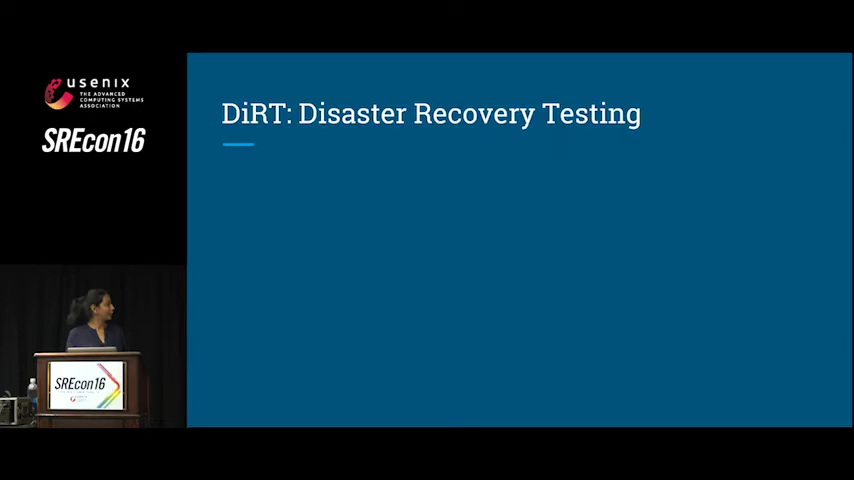 usenix
THE ADVANCED
COMPUTING SYSTEMS
ASSOCIATION
SREcon16
DiRT: Disaster Recovery Testing
SREcon16